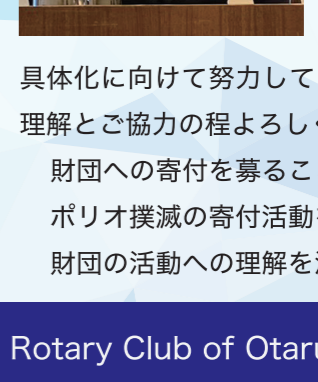 具体化に向けて努力して
理解とご協力の程よろし
財団への寄付を募るこ
ポリオ撲滅の寄付活動
財団の活動への理解を
Rotary Club of Otaru